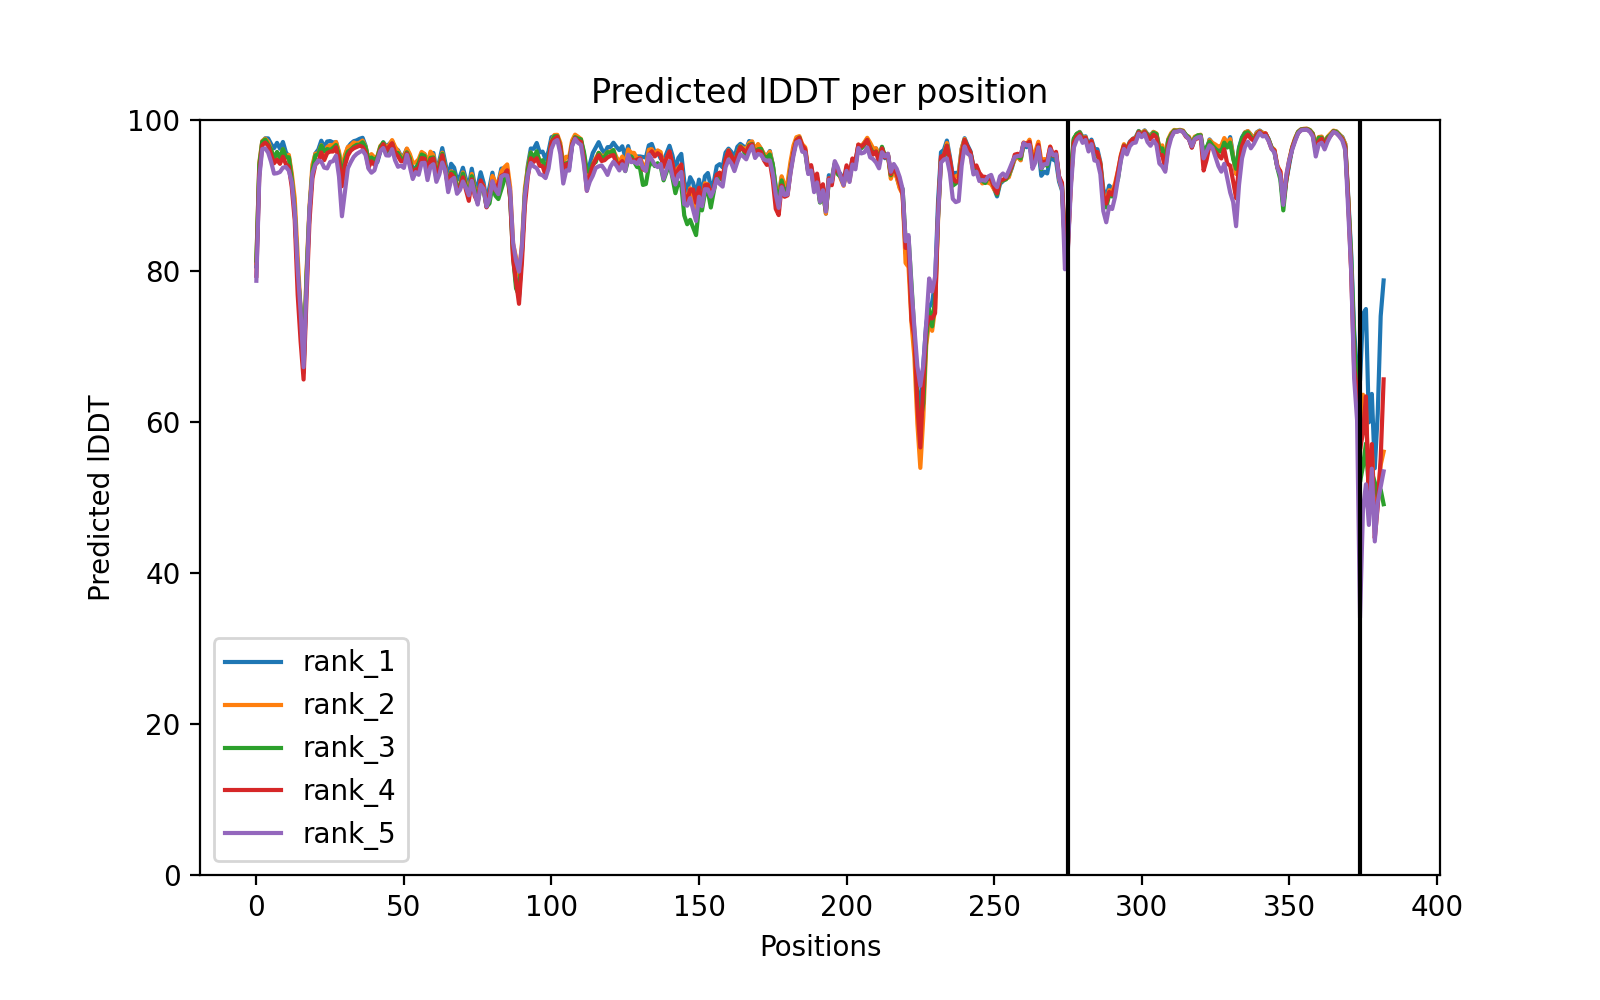 Predicted lDDT per position
100
80
60
40
20
0
Predicted lDDT
rank_1
rank_2
rank_3
rank_4
rank_5
0 50 100 150 200 250 300 350 400
Positions